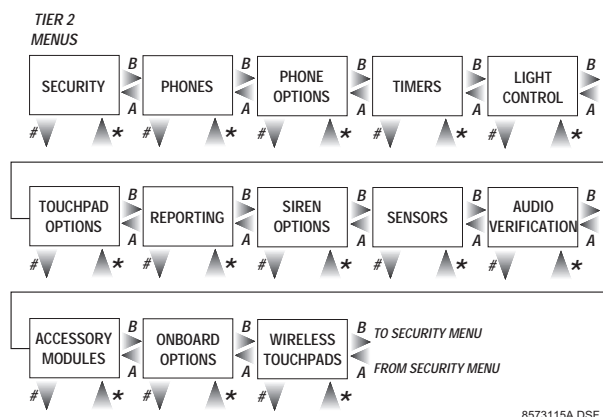 TIER 2
MENUS
SECURITY
B
A
#
*
PHONES
B
A
#
*
PHONE
OPTIONS
B
A
#
*
TIMERS
B
A
#
*
LIGHT
CONTROL
B
A
#
*
TOUCHPAD
OPTIONS
B
A
#
*
REPORTING
B
A
#
*
SIREN
OPTIONS
B
A
#
*
SENSORS
B
A
#
*
AUDIO
VERIFICATION
B
A
#
*
ACCESSORY
MODULES
B
A
#
*
ONBOARD
OPTIONS
B
A
#
*
WIRELESS
TOUCHPADS
B TO SECURITY MENU
A FROM SECURITY MENU
#
*
8573115A.DSF